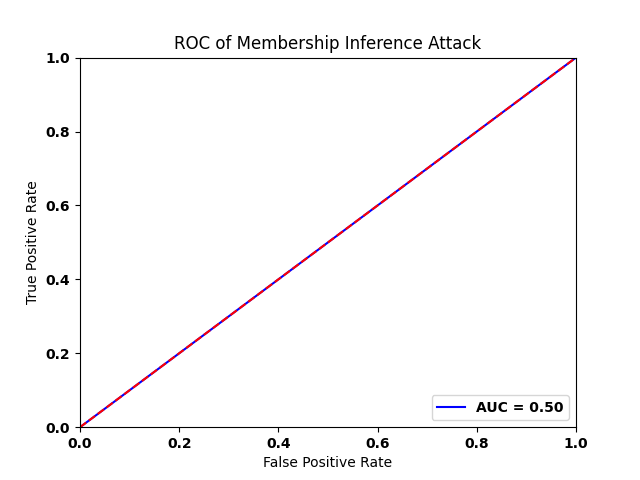 ROC of Membership Inference Attack
1.0
0.8
0.6
0.4
0.2
0.0
True Positive Rate
AUC = 0.50
0.0 0.2 0.4 0.6 0.8 1.0
False Positive Rate